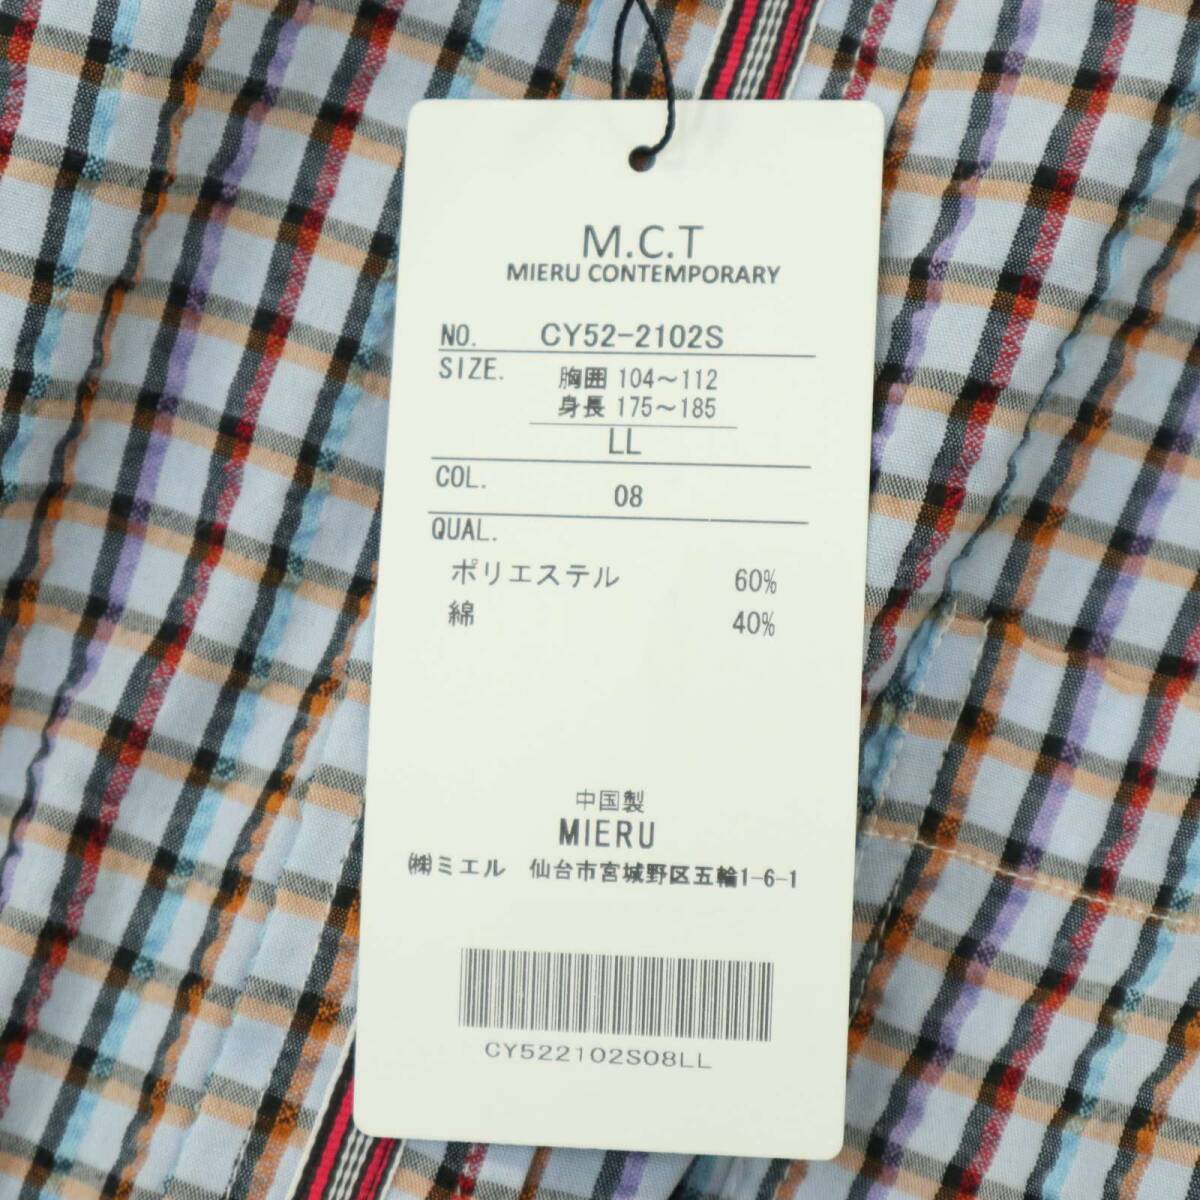 M.C.T
MIERU CONTEMPORARY
NO. CY52-2102S
SIZE. 胸囲 104～112
身長 175～185
LL
COL. 08
QUAL.
ポリエステル 60%
綿 40%
中国製
MIERU
㈱ミエル 仙台市宮城野区五輪1-6-1
CY522102S08LL